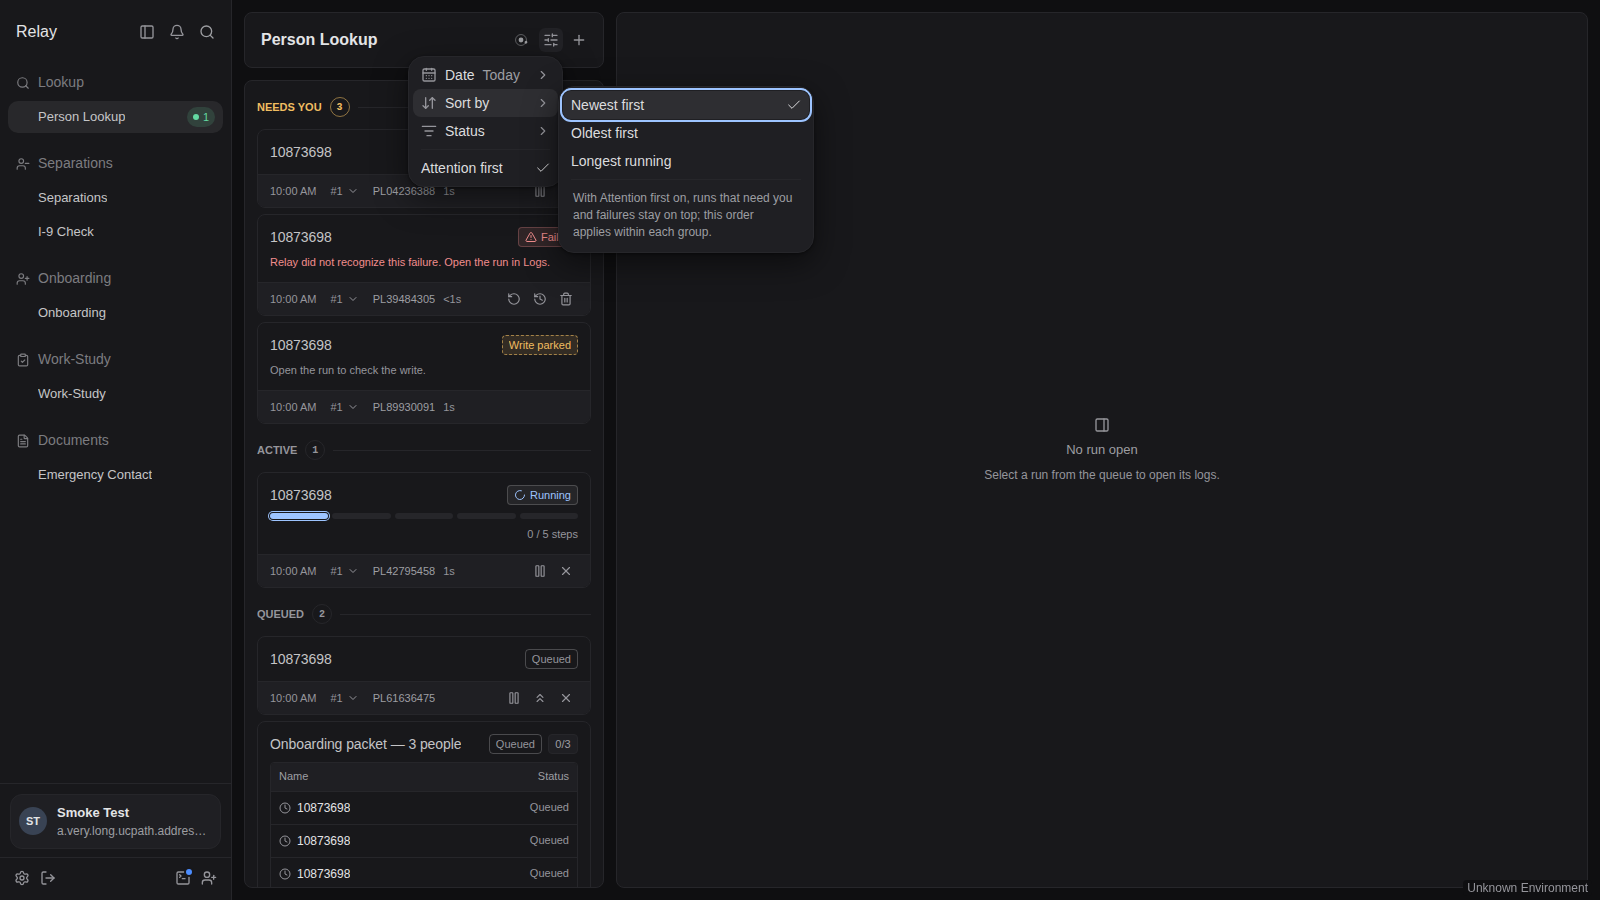 Relay
Lookup
Person Lookup
1
Separations
Separations
I-9 Check
Onboarding
Onboarding
Work-Study
Work-Study
Documents
Emergency Contact
ST
Smoke Test
a.very.long.ucpath.addres…
Person Lookup
Date Today
Sort by
Status
Attention first
Newest first
Oldest first
Longest running
With Attention first on, runs that need you
and failures stay on top; this order
applies within each group.
NEEDS YOU 3
10873698
10:00 AM #1 PL04236388 1s
10873698
Fail
Relay did not recognize this failure. Open the run in Logs.
10:00 AM #1 PL39484305 <1s
10873698 Write parked
Open the run to check the write.
10:00 AM #1 PL89930091 1s
ACTIVE 1
10873698 Running
0 / 5 steps
10:00 AM #1 PL42795458 1s
QUEUED 2
10873698 Queued
10:00 AM #1 PL61636475
Onboarding packet — 3 people Queued 0/3
Name Status
10873698 Queued
10873698 Queued
10873698 Queued
No run open
Select a run from the queue to open its logs.
Unknown Environment